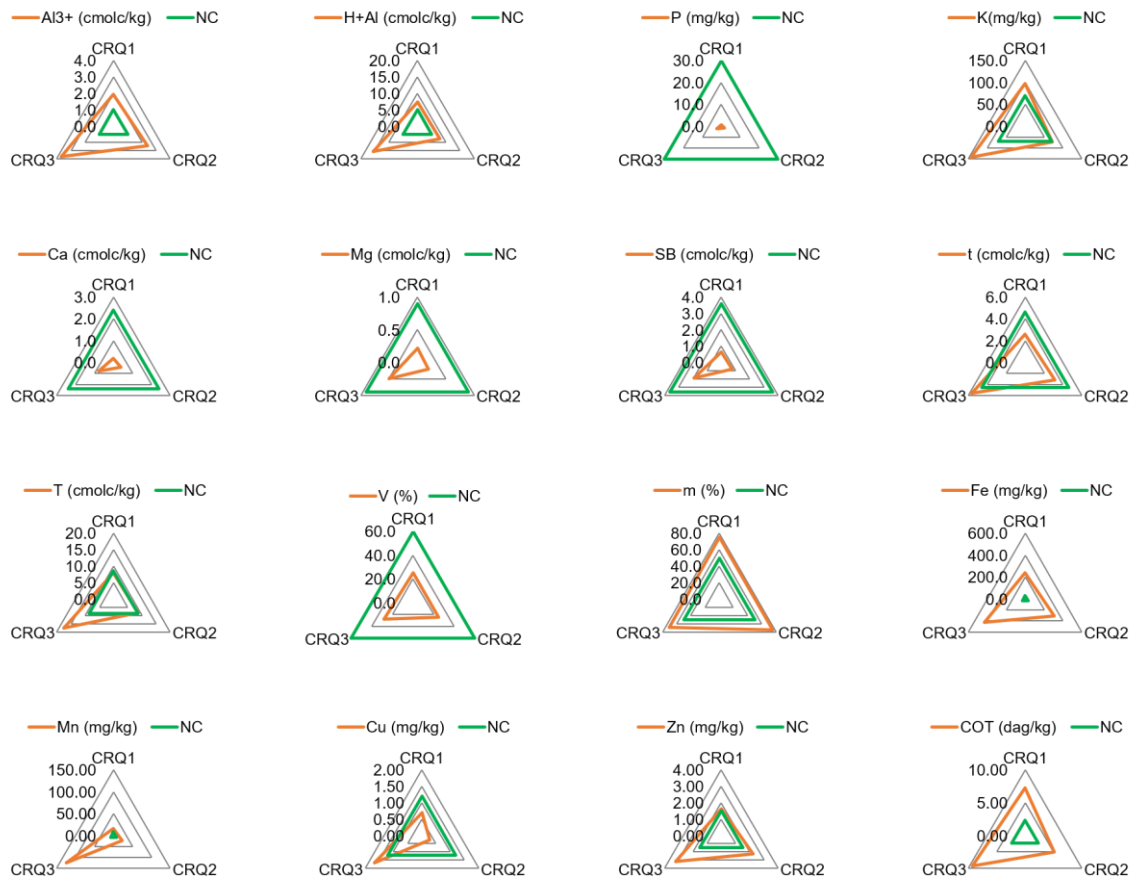 Al3+ (cmolc/kg) NC
CRQ1
4.0
3.0
2.0
1.0
0.0
CRQ3 CRQ2
H+Al (cmolc/kg) NC
CRQ1
20.0
15.0
10.0
5.0
0.0
CRQ3 CRQ2
P (mg/kg) NC
CRQ1
30.0
20.0
10.0
0.0
CRQ3 CRQ2
K(mg/kg) NC
CRQ1
150.0
100.0
50.0
0.0
CRQ3 CRQ2
Ca (cmolc/kg) NC
CRQ1
3.0
2.0
1.0
0.0
CRQ3 CRQ2
Mg (cmolc/kg) NC
CRQ1
1.0
0.5
0.0
CRQ3 CRQ2
SB (cmolc/kg) NC
CRQ1
4.0
3.0
2.0
1.0
0.0
CRQ3 CRQ2
t (cmolc/kg) NC
CRQ1
6.0
4.0
2.0
0.0
CRQ3 CRQ2
T (cmolc/kg) NC
CRQ1
20.0
15.0
10.0
5.0
0.0
CRQ3 CRQ2
V (%) NC
CRQ1
60.0
40.0
20.0
0.0
CRQ3 CRQ2
m (%) NC
CRQ1
80.0
60.0
40.0
20.0
0.0
CRQ3 CRQ2
Fe (mg/kg) NC
CRQ1
600.0
400.0
200.0
0.0
CRQ3 CRQ2
Mn (mg/kg) NC
CRQ1
150.00
100.00
50.00
0.00
CRQ3 CRQ2
Cu (mg/kg) NC
CRQ1
2.00
1.50
1.00
0.50
0.00
CRQ3 CRQ2
Zn (mg/kg) NC
CRQ1
4.00
3.00
2.00
1.00
0.00
CRQ3 CRQ2
COT (dag/kg) NC
CRQ1
10.00
5.00
0.00
CRQ3 CRQ2